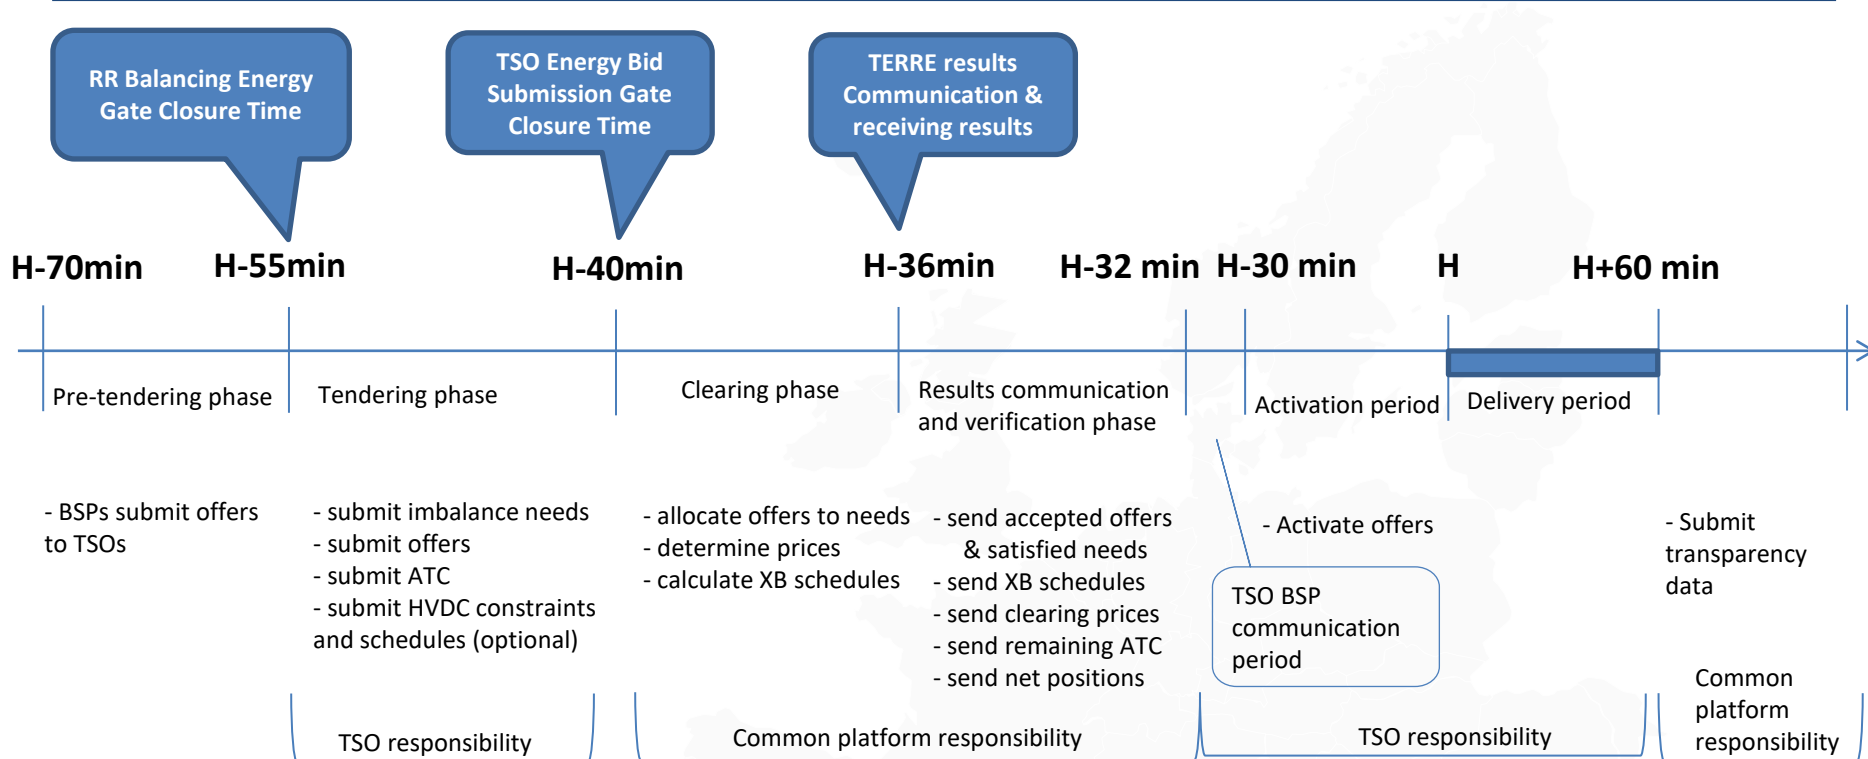 RR Balancing Energy
Gate Closure Time
TSO Energy Bid
Submission Gate
Closure Time
TERRE results
Communication &
receiving results
H-70min
H-55min
H-40min
H-36min
H-32 min
H-30 min
H
H+60 min
Pre-tendering phase
Tendering phase
Clearing phase
Results communication
and verification phase
Activation period
Delivery period
- BSPs submit offers
to TSOs
- submit imbalance needs
- submit offers
- submit ATC
- submit HVDC constraints
and schedules (optional)
- allocate offers to needs
- determine prices
- calculate XB schedules
- send accepted offers
& satisfied needs
- send XB schedules
- send clearing prices
- send remaining ATC
- send net positions
- Activate offers
TSO BSP
communication
period
- Submit
transparency
data
TSO responsibility
Common platform responsibility
TSO responsibility
Common
platform
responsibility